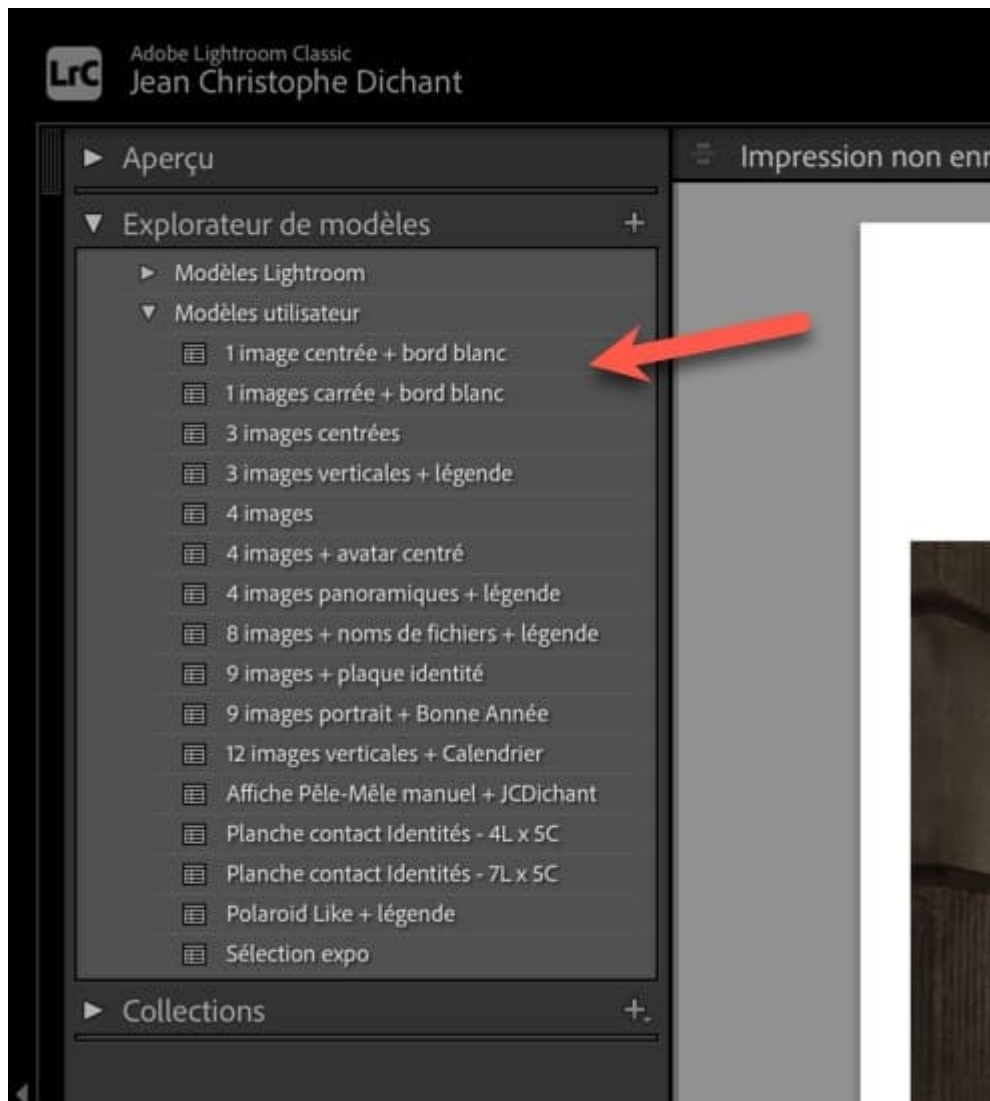 LrC
Adobe Lightroom Classic
Jean Christophe Dichant
Aperçu
Impression non
Explorateur de modèles +
Modèles Lightroom
Modèles utilisateur
1 image centrée + bord blanc
1 images carrée + bord blanc
3 images centrées
3 images verticales + légende
4 images
4 images + avatar centré
4 images panoramiques + légende
8 images + noms de fichiers + légende
9 images + plaque identité
9 images portrait + Bonne Année
12 images verticales + Calendrier
Affiche Pêle-Mêle manuel + JCDichant
Planche contact Identités - 4L x 5C
Planche contact Identités - 7L x 5C
Polaroid Like + légende
Sélection expo
Collections +